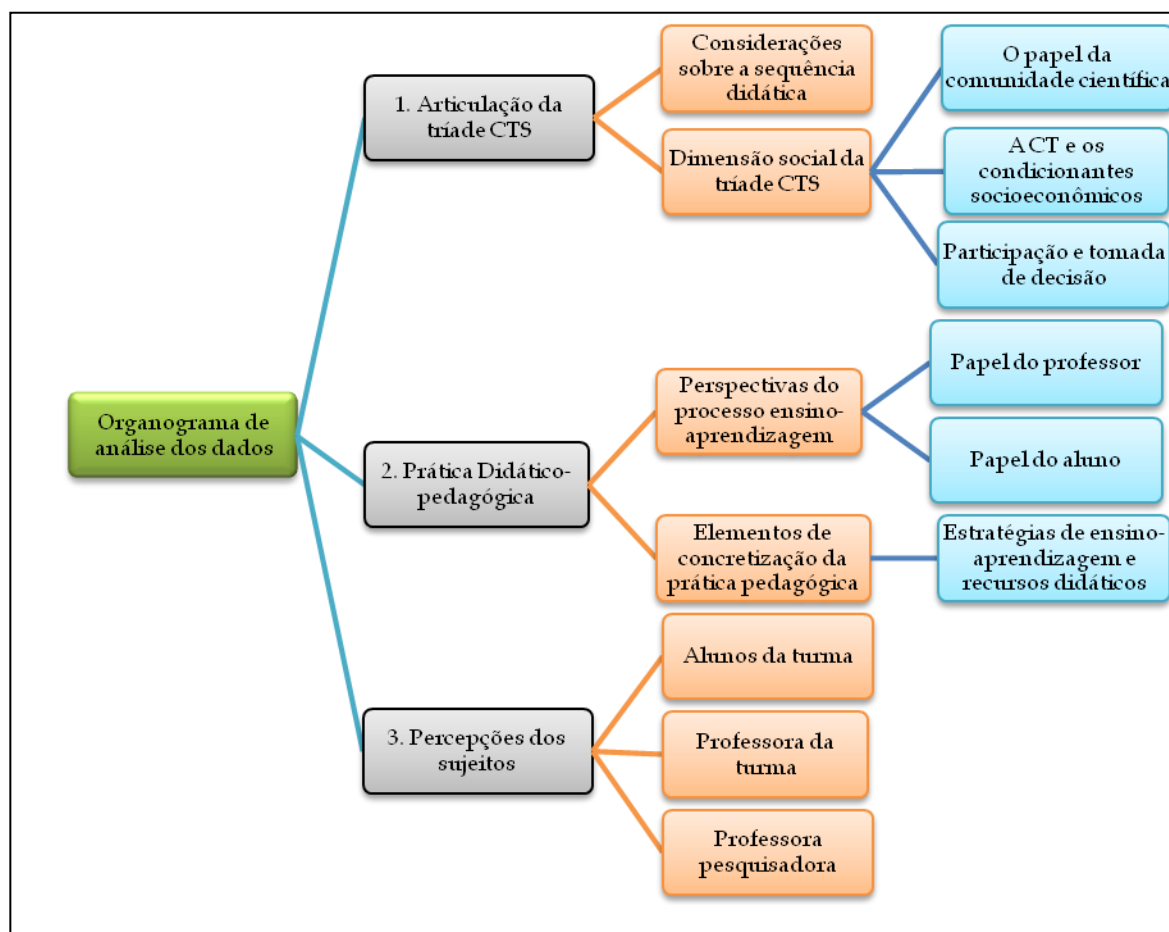 Organograma de
análise dos dados
1. Articulação da
tríade CTS
Considerações
sobre a sequência
didática
Dimensão social da
tríade CTS
O papel da
comunidade científica
A CT e os
condicionantes
socioeconômicos
Participação e tomada
de decisão
2. Prática Didático-
pedagógica
Perspectivas do
processo ensino-
aprendizagem
Papel do professor
Papel do aluno
Elementos de
concretização da
prática pedagógica
Estratégias de ensino-
aprendizagem e
recursos didáticos
3. Percepções dos
sujeitos
Alunos da turma
Professora da
turma
Professora
pesquisadora